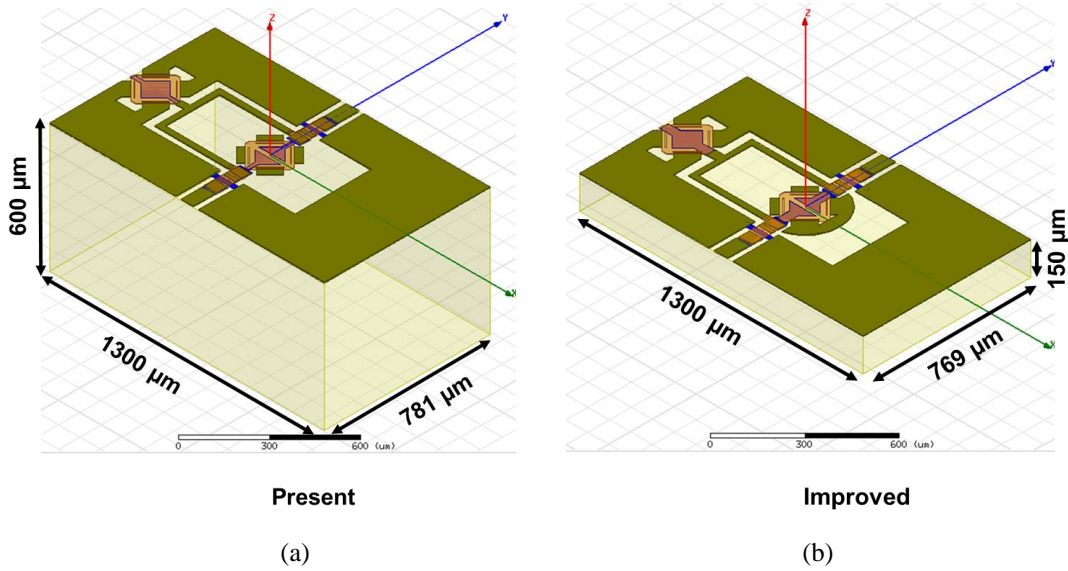 Z
Y
600 µm
X
1300 µm
781 µm
0
300
600 (um)
Present
(a)
Z
Y
150 µm
1300 µm
769 µm
X
0
300
600 (um)
Improved
(b)